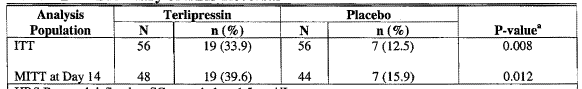 Analysis Population Terlipressin Placebo P-valueᵃ
N n (%) N n (%)
ITT 56 19 (33.9) 56 7 (12.5) 0.008
MITT at Day 14 48 19 (39.6) 44 7 (15.9) 0.012